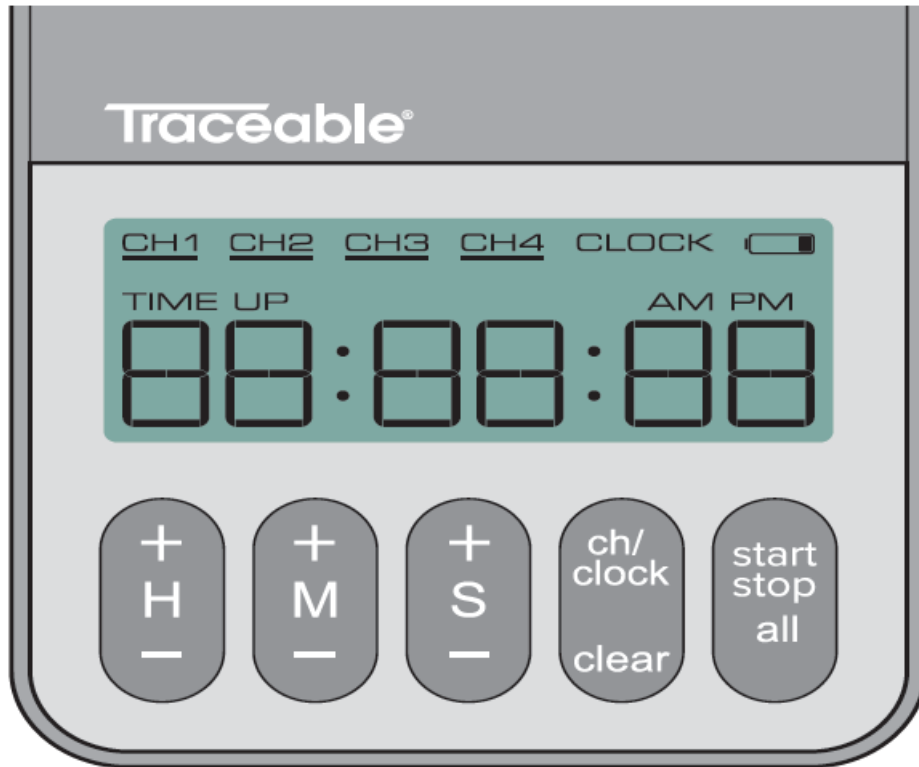 Traceable®
CH1 CH2 CH3 CH4 CLOCK
TIME UP AM PM
88:88:88
+ + + ch/ start
H M S clock stop
− − − clear all